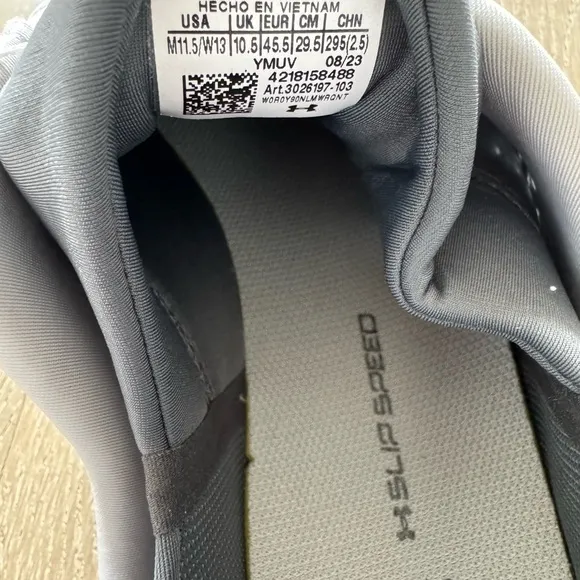 HECHO EN VIETNAM
USA UK EUR CM CHN
M11.5/W13 10.5 45.5 29.5 295(2.5)
YMUV 08/23
4218158488
Art.3026197-103
W0R0Y90NLMWRQNT
SLIP SPEED